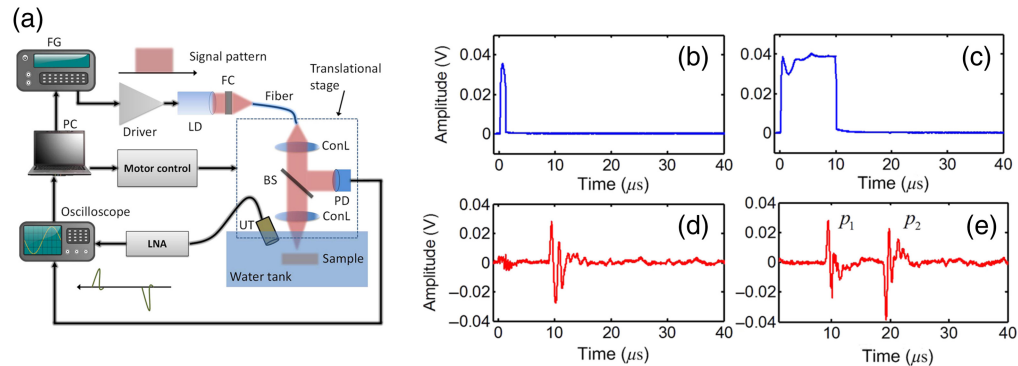 (a)
FG
Signal pattern
Translational
stage
FC
Fiber
PC
Driver
LD
ConL
Motor control
BS
PD
Oscilloscope
UT
ConL
LNA
Sample
Water tank
(b)
Amplitude (V)
0.04
0.02
0
0 10 20 30 40
Time (μs)
(c)
0.04
0.02
0
0 10 20 30 40
Time (μs)
(d)
Amplitude (V)
0.04
0.02
0
−0.02
−0.04
0 10 20 30 40
Time (μs)
(e)
p1 p2
0.04
0.02
0
−0.02
−0.04
10 20 30 40
Time (μs)